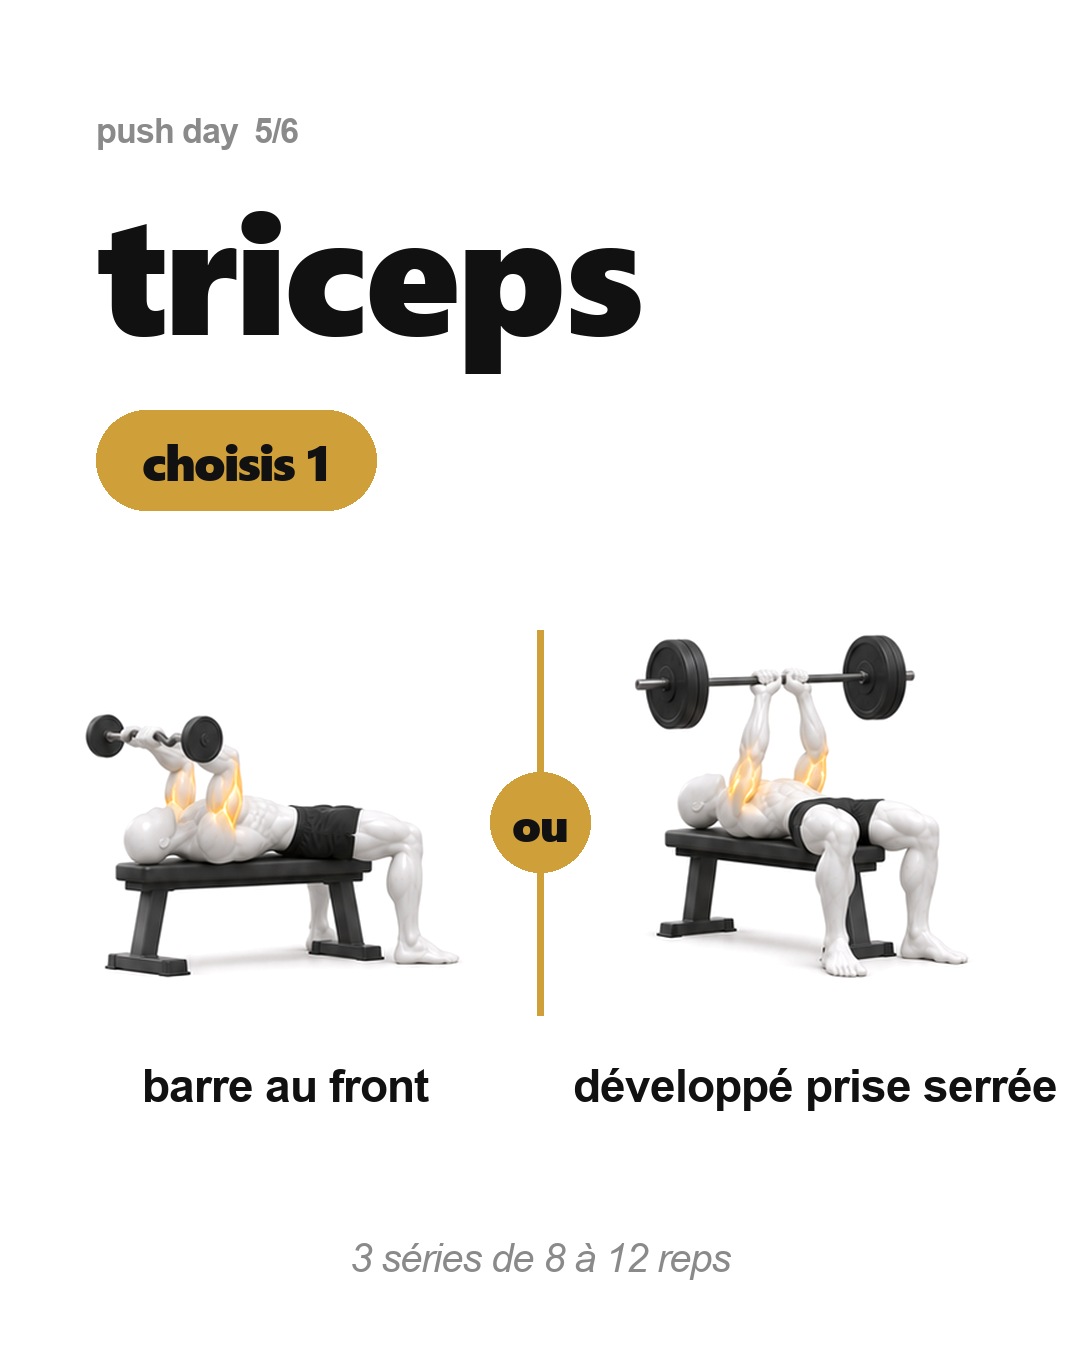 push day 5/6
triceps
choisis 1
ou
barre au front
développé prise serrée
3 séries de 8 à 12 reps